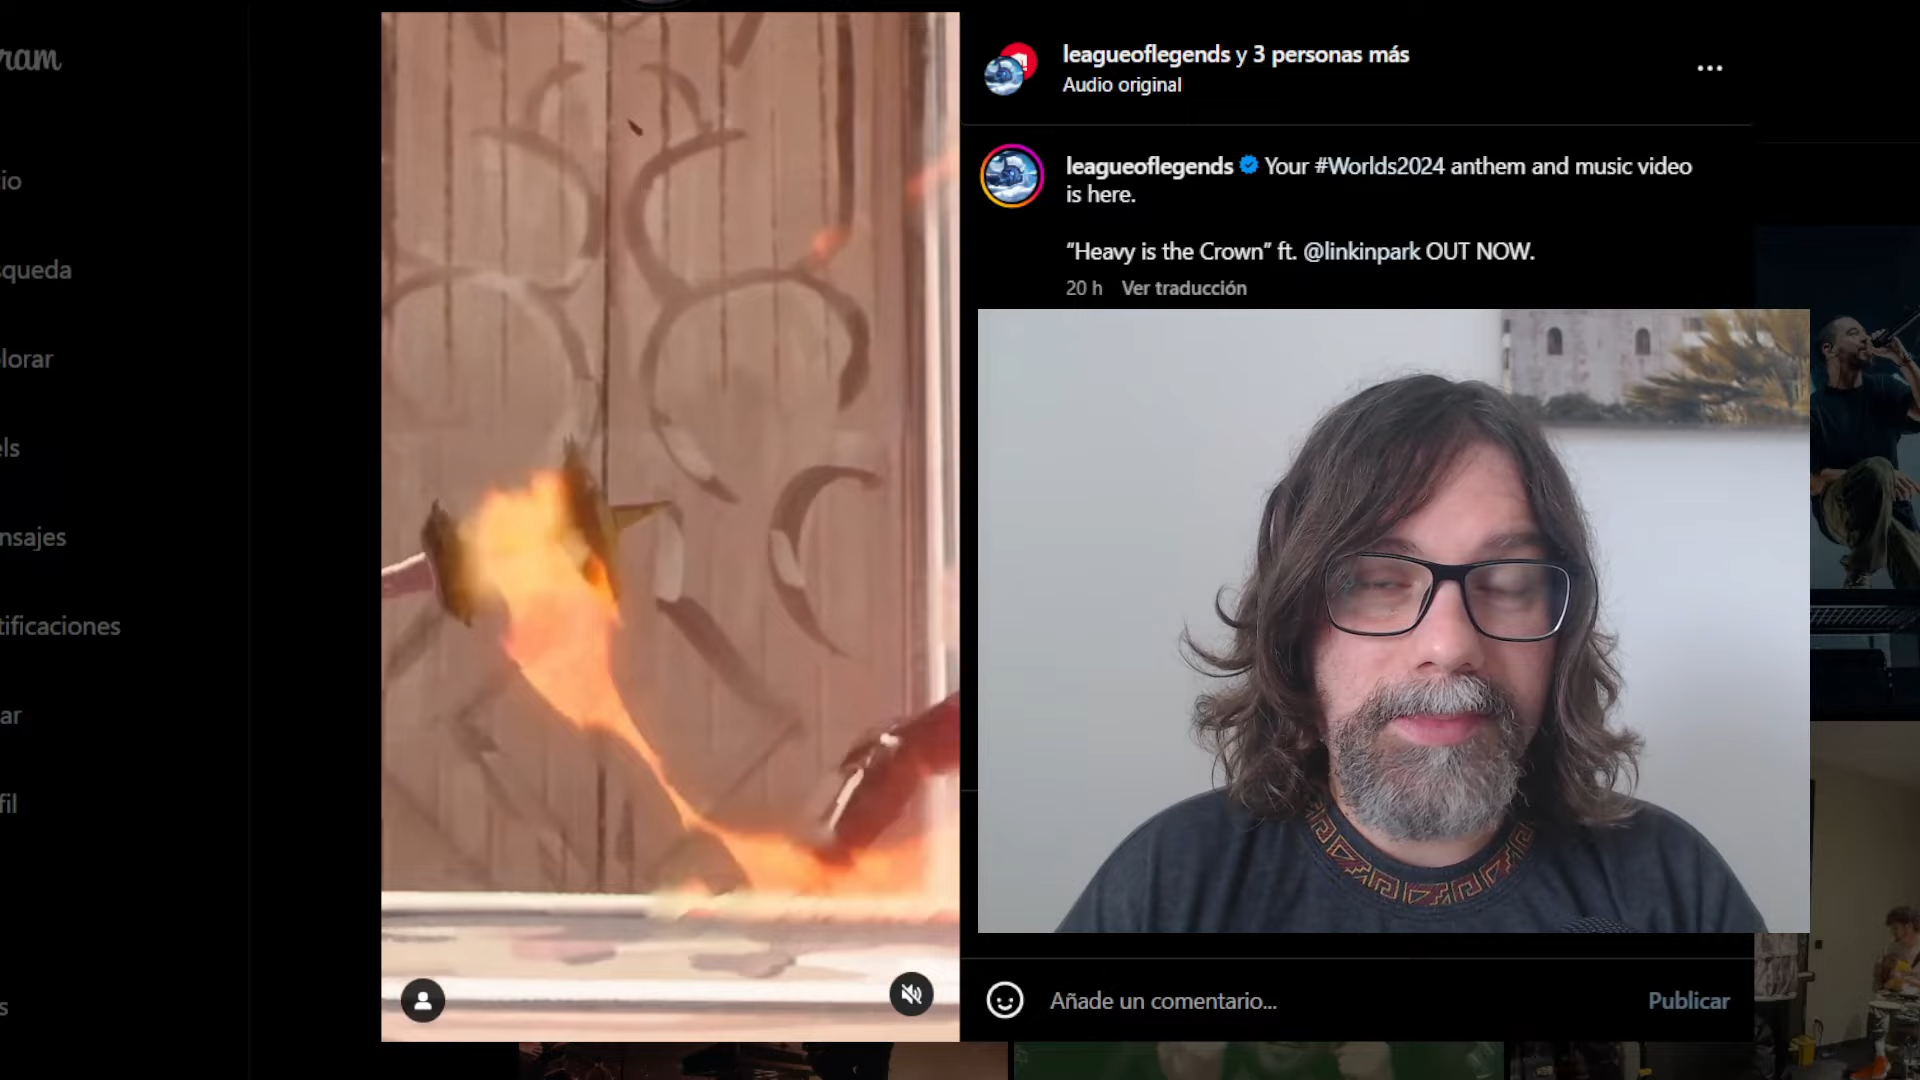 ram
io
squeda
lorar
els
nsajes
tificaciones
ar
fil
s
leagueoflegends y 3 personas más
Audio original
leagueoflegends Your #Worlds2024 anthem and music video
is here.
"Heavy is the Crown" ft. @linkinpark OUT NOW.
20 h Ver traducción
Añade un comentario...
Publicar